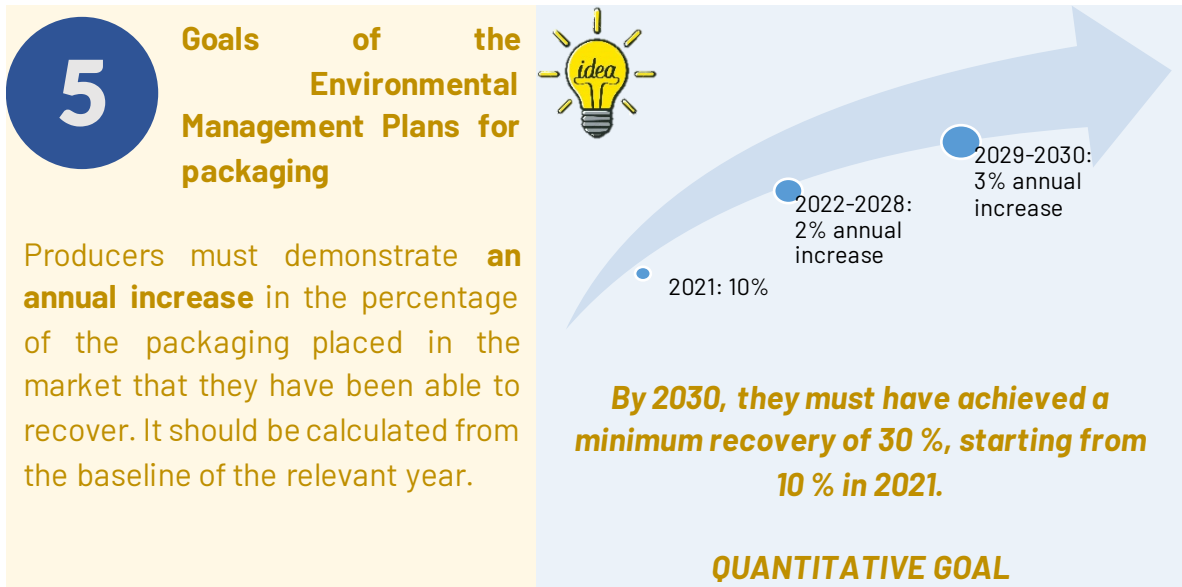 5
Goals of the
Environmental
Management Plans for
packaging
Producers must demonstrate an
annual increase in the percentage
of the packaging placed in the
market that they have been able to
recover. It should be calculated from
the baseline of the relevant year.
idea
2029-2030:
3% annual
increase
2022-2028:
2% annual
increase
2021: 10%
By 2030, they must have achieved a
minimum recovery of 30 %, starting from
10 % in 2021.
QUANTITATIVE GOAL